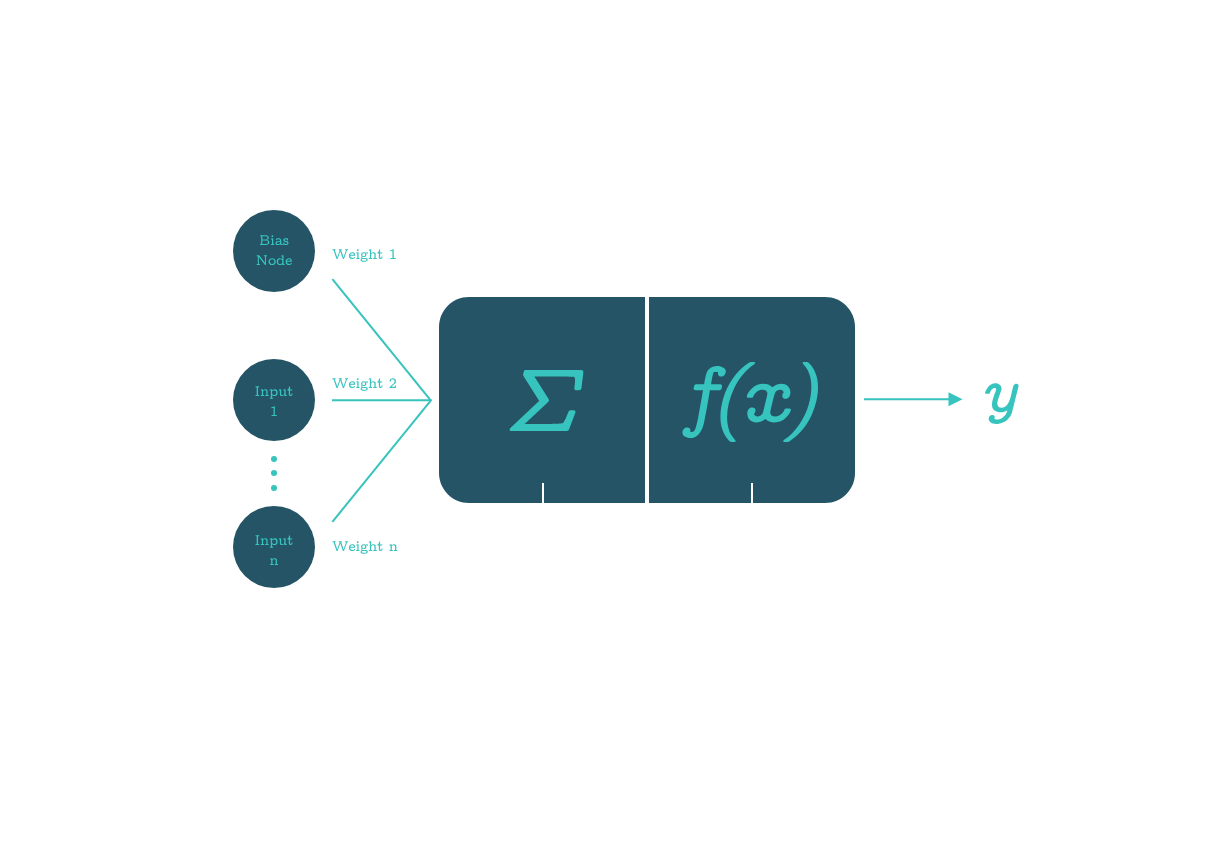 Bias
Node
Weight 1
Input
1
Weight 2
Input
n
Weight n
Σ
f(x)
y